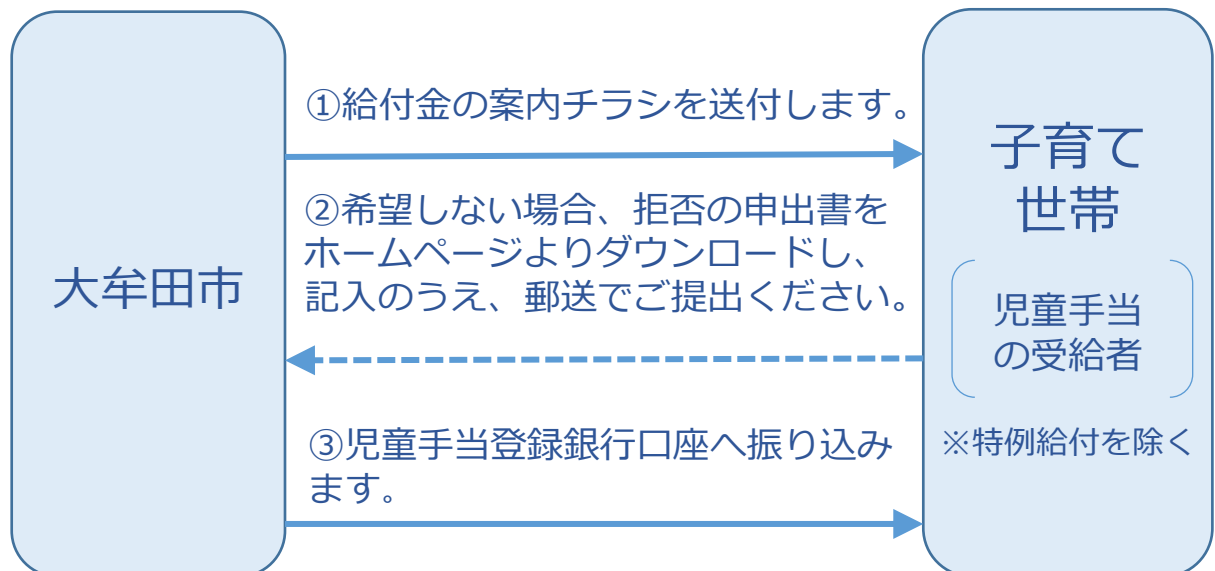 大牟田市
①給付金の案内チラシを送付します。
②希望しない場合、拒否の申出書を
ホームページよりダウンロードし、
記入のうえ、郵送でご提出ください。
③児童手当登録銀行口座へ振り込み
ます。
子育て
世帯
児童手当
の受給者
※特例給付を除く